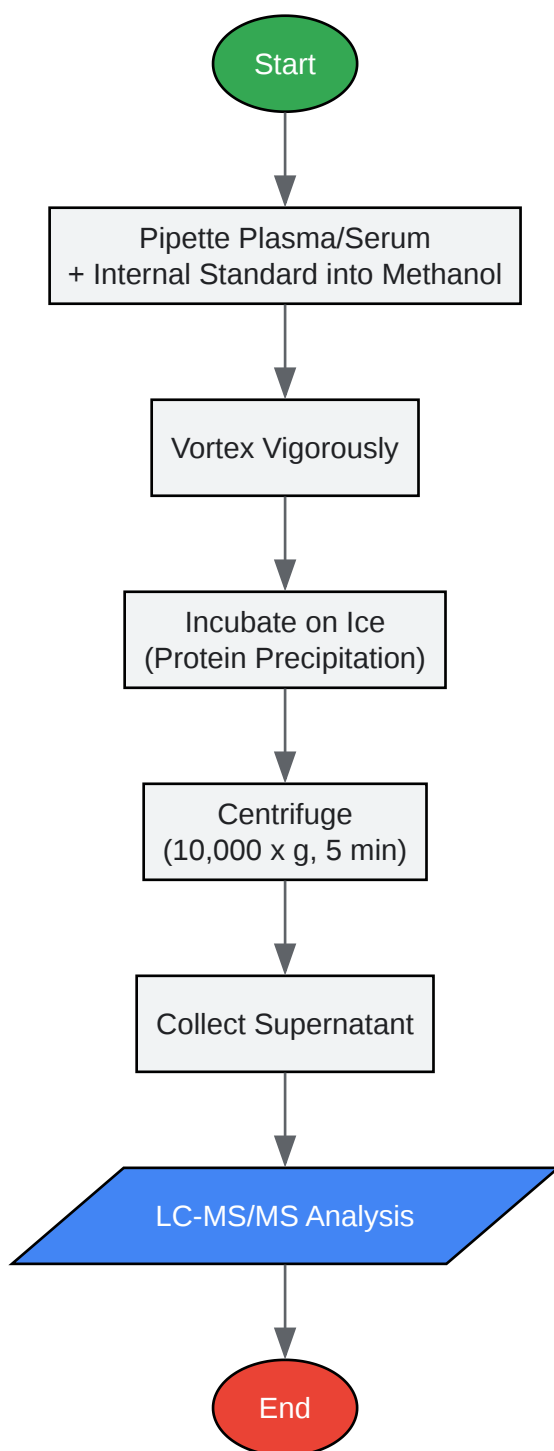 Start
Pipette Plasma/Serum
+ Internal Standard into Methanol
Vortex Vigorously
Incubate on Ice
(Protein Precipitation)
Centrifuge
(10,000 x g, 5 min)
Collect Supernatant
LC-MS/MS Analysis
End